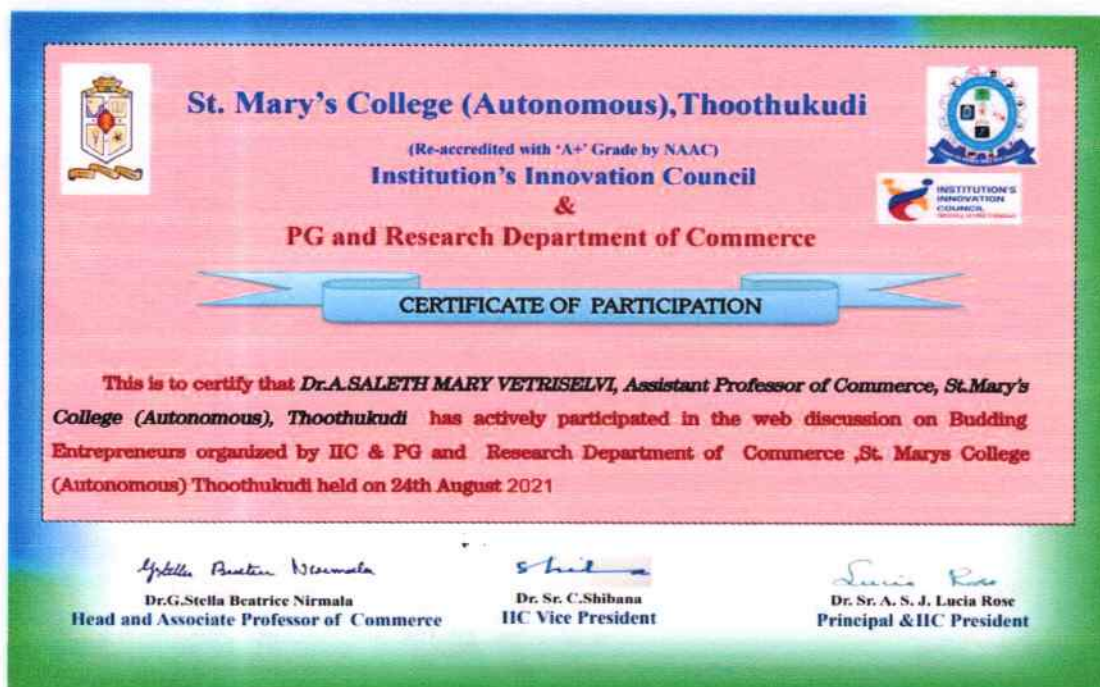 St. Mary's College (Autonomous),Thoothukudi
(Re-accredited with 'A+' Grade by NAAC)
Institution's Innovation Council
&
PG and Research Department of Commerce
INSTITUTION'S
INNOVATION
COUNCIL
CERTIFICATE OF PARTICIPATION
This is to certify that Dr.A.SALETH MARY VETRISELVI, Assistant Professor of Commerce, St.Mary's
College (Autonomous), Thoothukudi has actively participated in the web discussion on Budding
Entrepreneurs organized by IIC & PG and Research Department of Commerce ,St. Marys College
(Autonomous) Thoothukudi held on 24th August 2021
Dr.G.Stella Beatrice Nirmala
Head and Associate Professor of Commerce
Shib
Dr. Sr. C.Shibana
IIC Vice President
Lucia Rose
Dr. Sr. A. S. J. Lucia Rose
Principal &IIC President